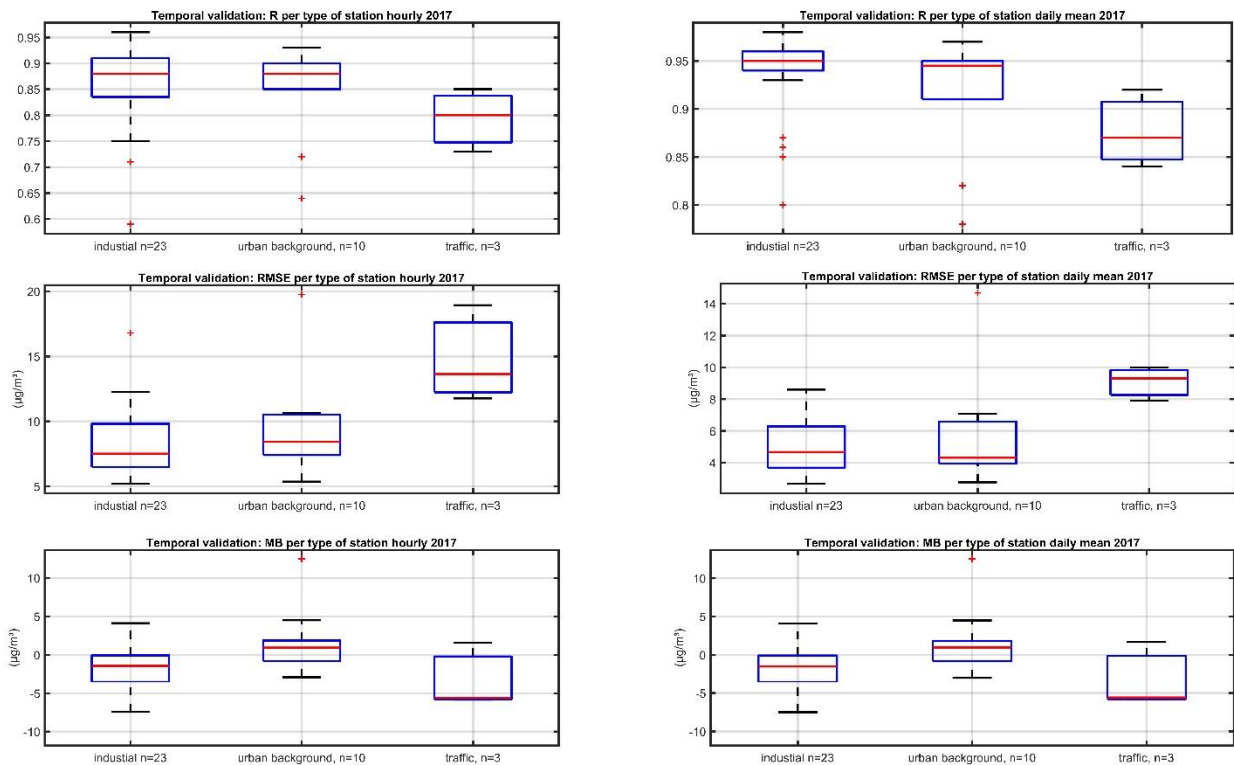 Temporal validation: R per type of station hourly 2017
0.95
0.9
0.85
0.8
0.75
0.7
0.65
0.6
industial n=23 urban background, n=10 traffic, n=3
Temporal validation: R per type of station daily mean 2017
0.95
0.9
0.85
0.8
industial n=23 urban background, n=10 traffic, n=3
Temporal validation: RMSE per type of station hourly 2017
(µg/m³)
20
15
10
5
industial n=23 urban background, n=10 traffic, n=3
Temporal validation: RMSE per type of station daily mean 2017
(µg/m³)
14
12
10
8
6
4
industial n=23 urban background, n=10 traffic, n=3
Temporal validation: MB per type of station hourly 2017
(µg/m³)
10
5
0
-5
-10
industial n=23 urban background, n=10 traffic, n=3
Temporal validation: MB per type of station daily mean 2017
(µg/m³)
10
5
0
-5
-10
industial n=23 urban background, n=10 traffic, n=3